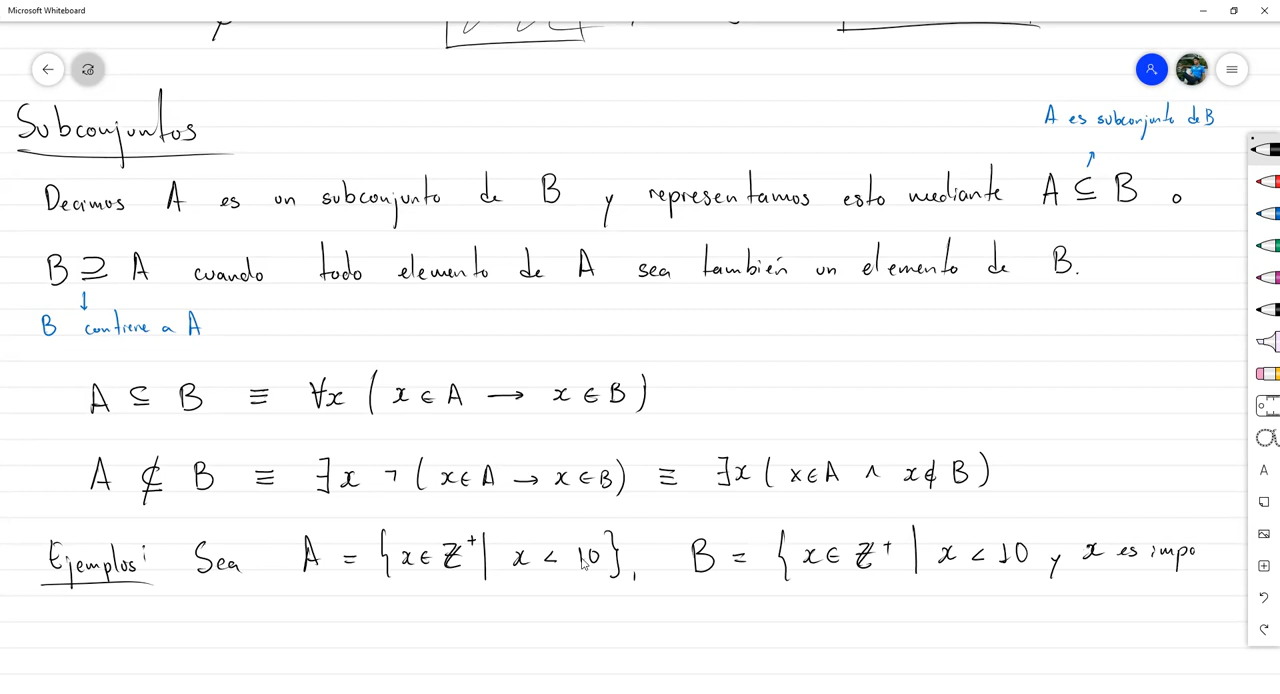 Microsoft Whiteboard
Subconjuntos
A es subconjunto de B
Decimos A es un subconjunto de B y representamos esto mediante A ⊆ B o
B ⊇ A cuando todo elemento de A sea también un elemento de B.
B contiene a A
A ⊆ B ≡ ∀x ( x ∈ A → x ∈ B )
A ⊈ B ≡ ∃x ¬ ( x ∈ A → x ∈ B ) ≡ ∃x ( x ∈ A ∧ x ∉ B )
Ejemplos: Sea A = { x ∈ Z⁺ | x < 10 }, B = { x ∈ Z⁺ | x < 10 y x es impa